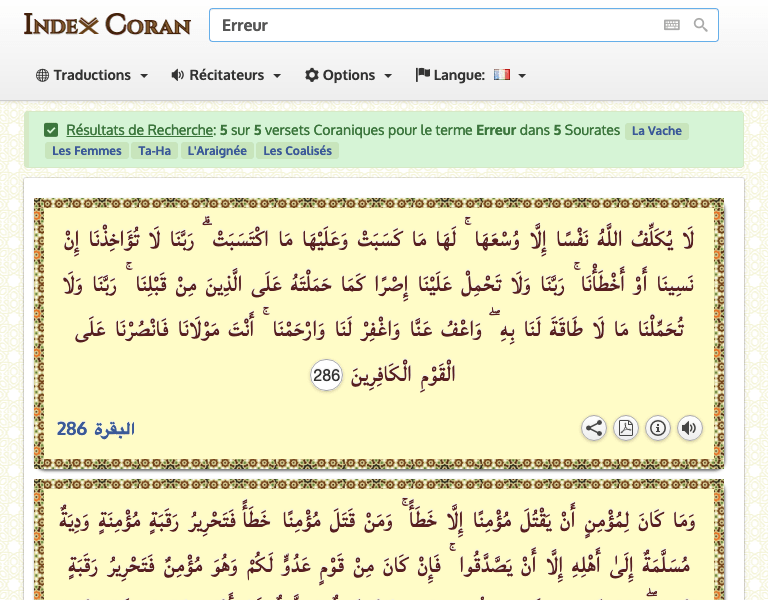 INDEX CORAN
Erreur
Traductions Récitateurs Options Langue:
Résultats de Recherche: 5 sur 5 versets Coraniques pour le terme Erreur dans 5 Sourates La Vache
Les Femmes Ta-Ha L'Araignée Les Coalisés
لَا يُكَلِّفُ اللَّهُ نَفْسًا إِلَّا وُسْعَهَا ۚ لَهَا مَا كَسَبَتْ وَعَلَيْهَا مَا اكْتَسَبَتْ ۗ رَبَّنَا لَا تُؤَاخِذْنَا إِنْ
نَسِينَا أَوْ أَخْطَأْنَا ۚ رَبَّنَا وَلَا تَحْمِلْ عَلَيْنَا إِصْرًا كَمَا حَمَلْتَهُ عَلَى الَّذِينَ مِنْ قَبْلِنَا ۚ رَبَّنَا وَلَا
تُحَمِّلْنَا مَا لَا طَاقَةَ لَنَا بِهِ ۖ وَاعْفُ عَنَّا وَاغْفِرْ لَنَا وَارْحَمْنَا ۚ أَنْتَ مَوْلَانَا فَانْصُرْنَا عَلَى
الْقَوْمِ الْكَافِرِينَ 286
البقرة 286
وَمَا كَانَ لِمُؤْمِنٍ أَنْ يَقْتُلَ مُؤْمِنًا إِلَّا خَطَأً ۚ وَمَنْ قَتَلَ مُؤْمِنًا خَطَأً فَتَحْرِيرُ رَقَبَةٍ مُؤْمِنَةٍ وَدِيَةٌ
مُسَلَّمَةٌ إِلَىٰ أَهْلِهِ إِلَّا أَنْ يَصَّدَّقُوا ۚ فَإِنْ كَانَ مِنْ قَوْمٍ عَدُوٍّ لَكُمْ وَهُوَ مُؤْمِنٌ فَتَحْرِيرُ رَقَبَةٍ